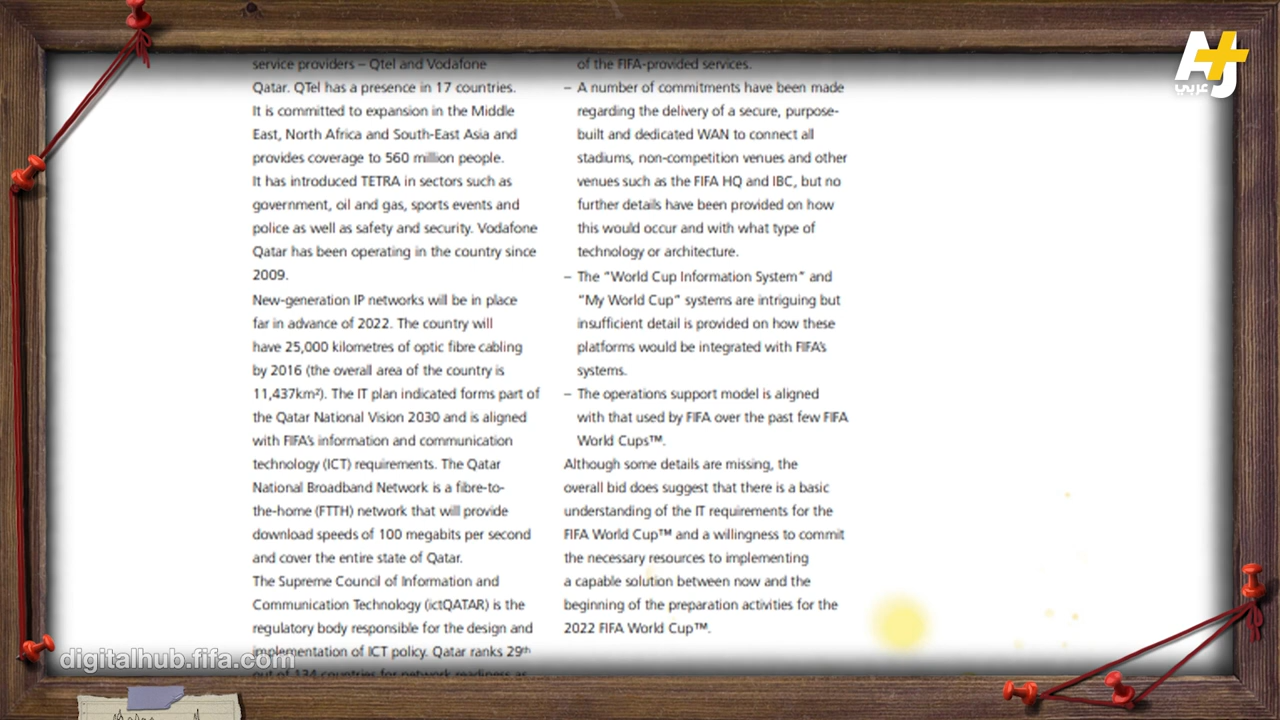 service providers – Qtel and Vodafone
Qatar. QTel has a presence in 17 countries.
It is committed to expansion in the Middle
East, North Africa and South-East Asia and
provides coverage to 560 million people.
It has introduced TETRA in sectors such as
government, oil and gas, sports events and
police as well as safety and security. Vodafone
Qatar has been operating in the country since
2009.
New-generation IP networks will be in place
far in advance of 2022. The country will
have 25,000 kilometres of optic fibre cabling
by 2016 (the overall area of the country is
11,437km²). The IT plan indicated forms part of
the Qatar National Vision 2030 and is aligned
with FIFA's information and communication
technology (ICT) requirements. The Qatar
National Broadband Network is a fibre-to-
the-home (FTTH) network that will provide
download speeds of 100 megabits per second
and cover the entire state of Qatar.
The Supreme Council of Information and
Communication Technology (ictQATAR) is the
regulatory body responsible for the design and
implementation of ICT policy. Qatar ranks 29th
out of 134 countries for network readiness as
of the FIFA-provided services.
– A number of commitments have been made
regarding the delivery of a secure, purpose-
built and dedicated WAN to connect all
stadiums, non-competition venues and other
venues such as the FIFA HQ and IBC, but no
further details have been provided on how
this would occur and with what type of
technology or architecture.
– The “World Cup Information System” and
“My World Cup” systems are intriguing but
insufficient detail is provided on how these
platforms would be integrated with FIFA's
systems.
– The operations support model is aligned
with that used by FIFA over the past few FIFA
World Cups™.
Although some details are missing, the
overall bid does suggest that there is a basic
understanding of the IT requirements for the
FIFA World Cup™ and a willingness to commit
the necessary resources to implementing
a capable solution between now and the
beginning of the preparation activities for the
2022 FIFA World Cup™.
AJ+
عربي
digitalhub.fifa.com